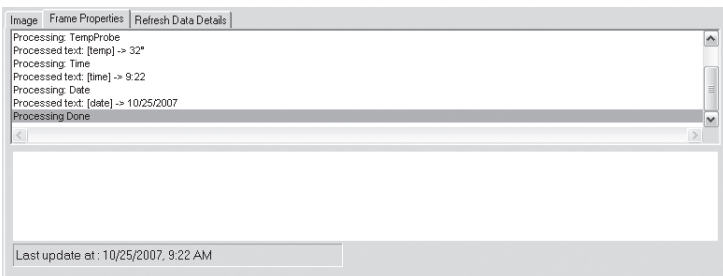 Image Frame Properties Refresh Data Details
Processing: TempProbe
Processed text: [temp] -> 32°
Processing: Time
Processed text: [time] -> 9:22
Processing: Date
Processed text: [date] -> 10/25/2007
Processing Done
Last update at : 10/25/2007, 9:22 AM